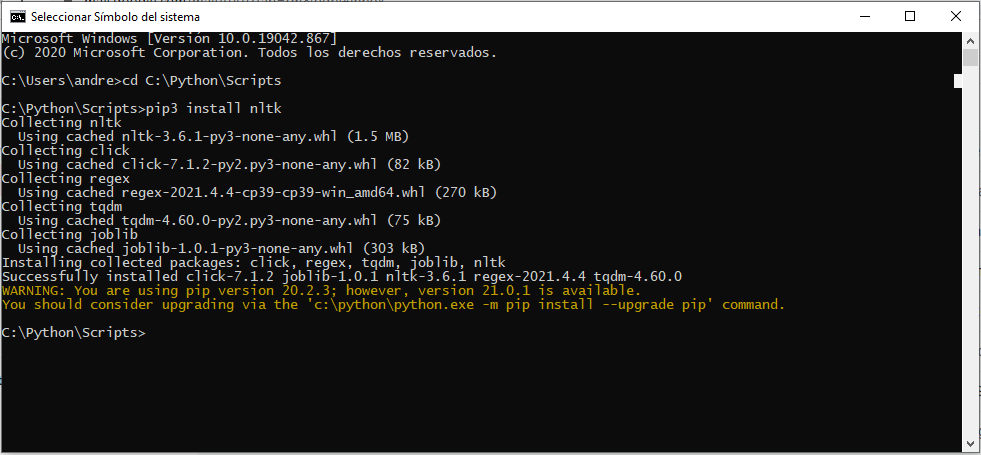 Seleccionar Símbolo del sistema
Microsoft Windows [Versión 10.0.19042.867]
(c) 2020 Microsoft Corporation. Todos los derechos reservados.
C:\Users\andre>cd C:\Python\Scripts
C:\Python\Scripts>pip3 install nltk
Collecting nltk
  Using cached nltk-3.6.1-py3-none-any.whl (1.5 MB)
Collecting click
  Using cached click-7.1.2-py2.py3-none-any.whl (82 kB)
Collecting regex
  Using cached regex-2021.4.4-cp39-cp39-win_amd64.whl (270 kB)
Collecting tqdm
  Using cached tqdm-4.60.0-py2.py3-none-any.whl (75 kB)
Collecting joblib
  Using cached joblib-1.0.1-py3-none-any.whl (303 kB)
Installing collected packages: click, regex, tqdm, joblib, nltk
Successfully installed click-7.1.2 joblib-1.0.1 nltk-3.6.1 regex-2021.4.4 tqdm-4.60.0
WARNING: You are using pip version 20.2.3; however, version 21.0.1 is available.
You should consider upgrading via the 'c:\python\python.exe -m pip install --upgrade pip' command.
C:\Python\Scripts>